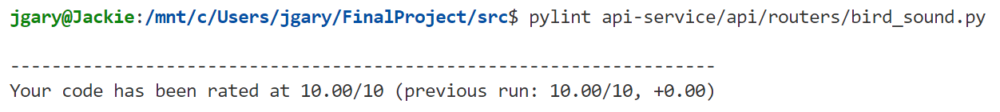 jgary@Jackie:/mnt/c/Users/jgary/FinalProject/src$ pylint api-service/api/routers/bird_sound.py
--------------------------------------------------------------------
Your code has been rated at 10.00/10 (previous run: 10.00/10, +0.00)